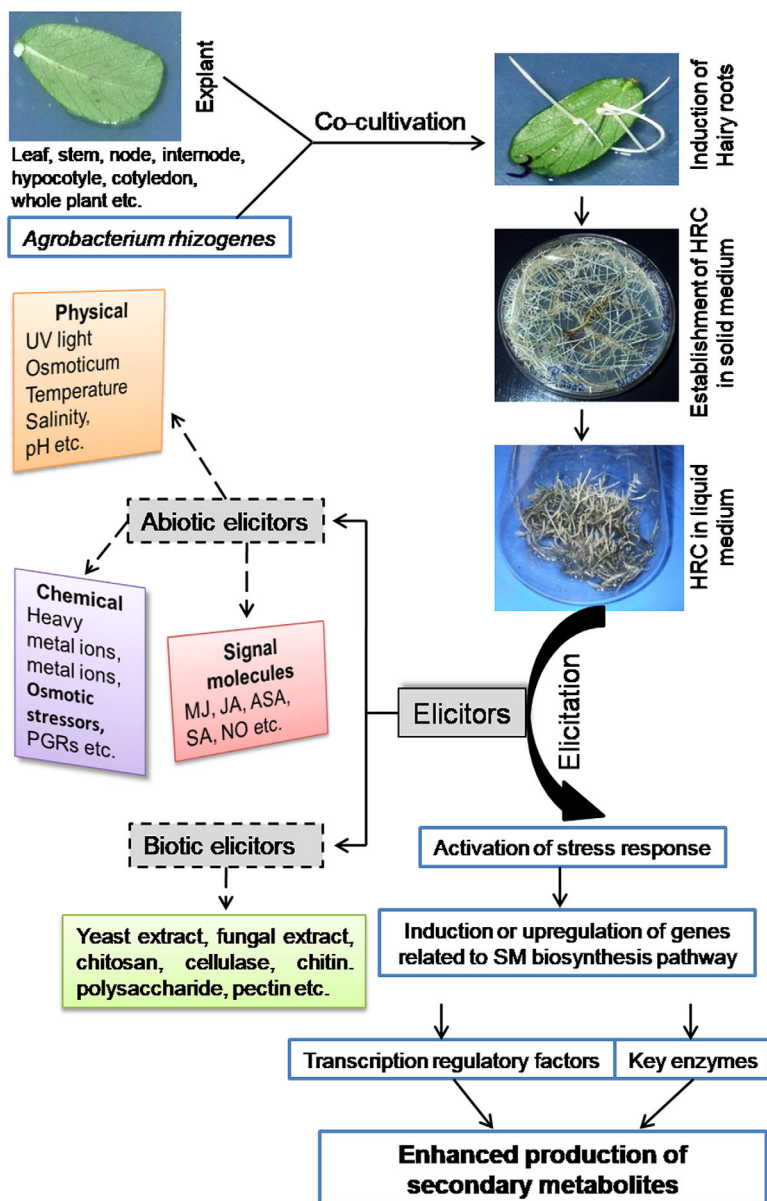 Explant
Leaf, stem, node, internode,
hypocotyle, cotyledon,
whole plant etc.
Agrobacterium rhizogenes
Co-cultivation
Induction of
Hairy roots
Establishment of HRC
in solid medium
HRC in liquid
medium
Physical
UV light
Osmoticum
Temperature
Salinity,
pH etc.
Abiotic elicitors
Chemical
Heavy
metal ions,
metal ions,
Osmotic
stressors,
PGRs etc.
Signal
molecules
MJ, JA, ASA,
SA, NO etc.
Elicitors
Elicitation
Biotic elicitors
Yeast extract, fungal extract,
chitosan, cellulase, chitin.
polysaccharide, pectin etc.
Activation of stress response
Induction or upregulation of genes
related to SM biosynthesis pathway
Transcription regulatory factors
Key enzymes
Enhanced production of
secondary metabolites